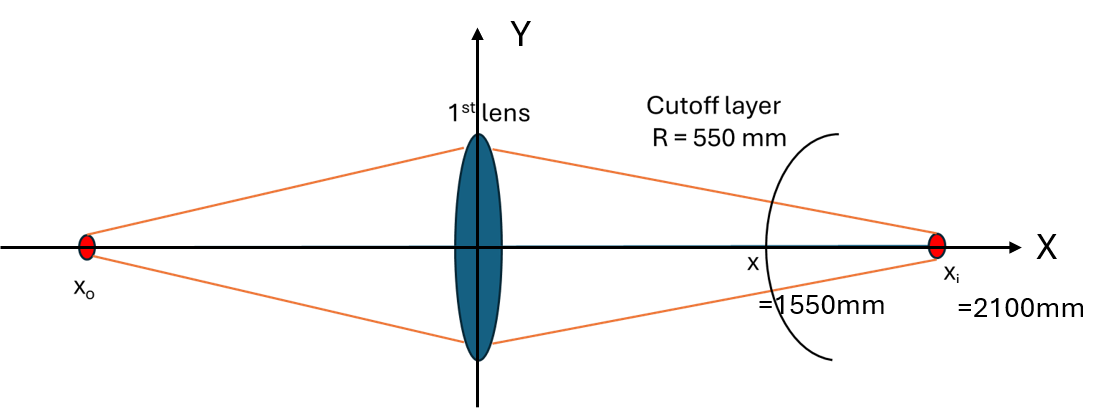 Y
1st lens
Cutoff layer
R = 550 mm
X
x
xi
xo
=1550mm
=2100mm